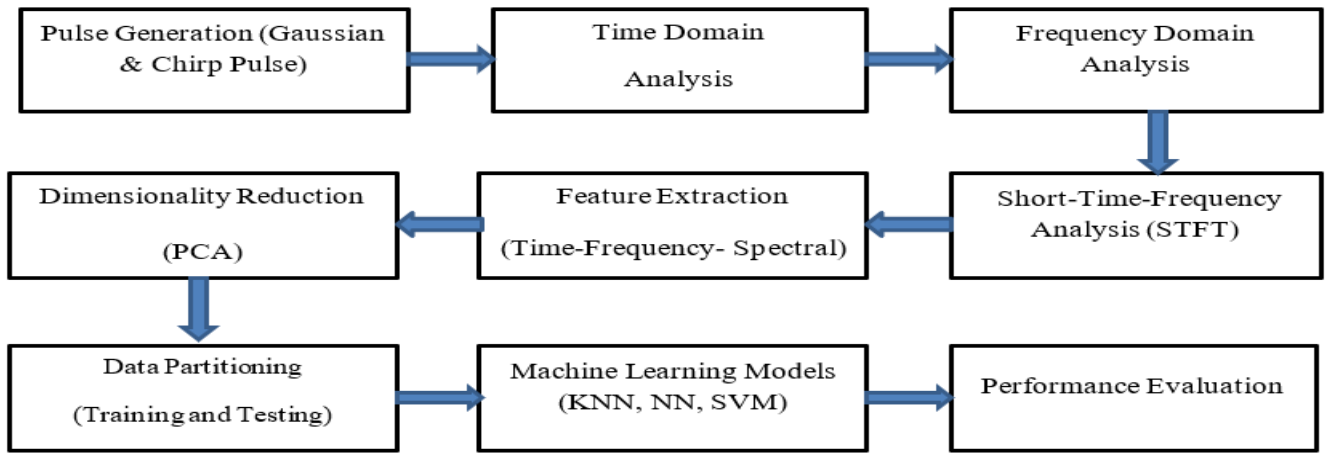 Pulse Generation (Gaussian
& Chirp Pulse)
Time Domain
Analysis
Frequency Domain
Analysis
Short-Time-Frequency
Analysis (STFT)
Feature Extraction
(Time-Frequency- Spectral)
Dimensionality Reduction
(PCA)
Data Partitioning
(Training and Testing)
Machine Learning Models
(KNN, NN, SVM)
Performance Evaluation